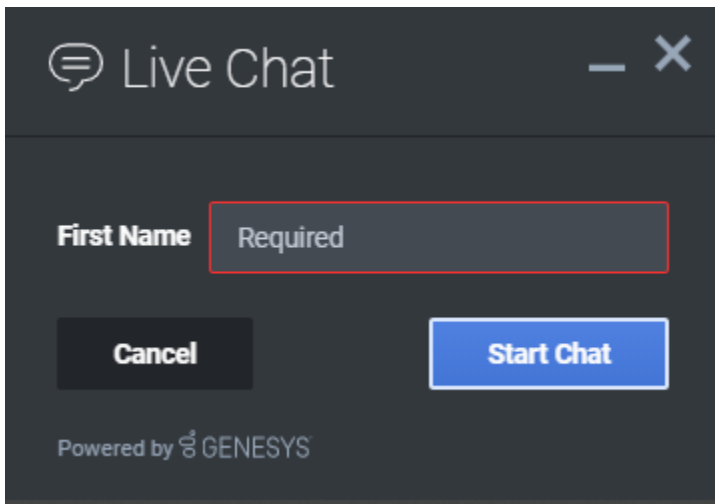 Live Chat
First Name Required
Cancel Start Chat
Powered by GENESYS